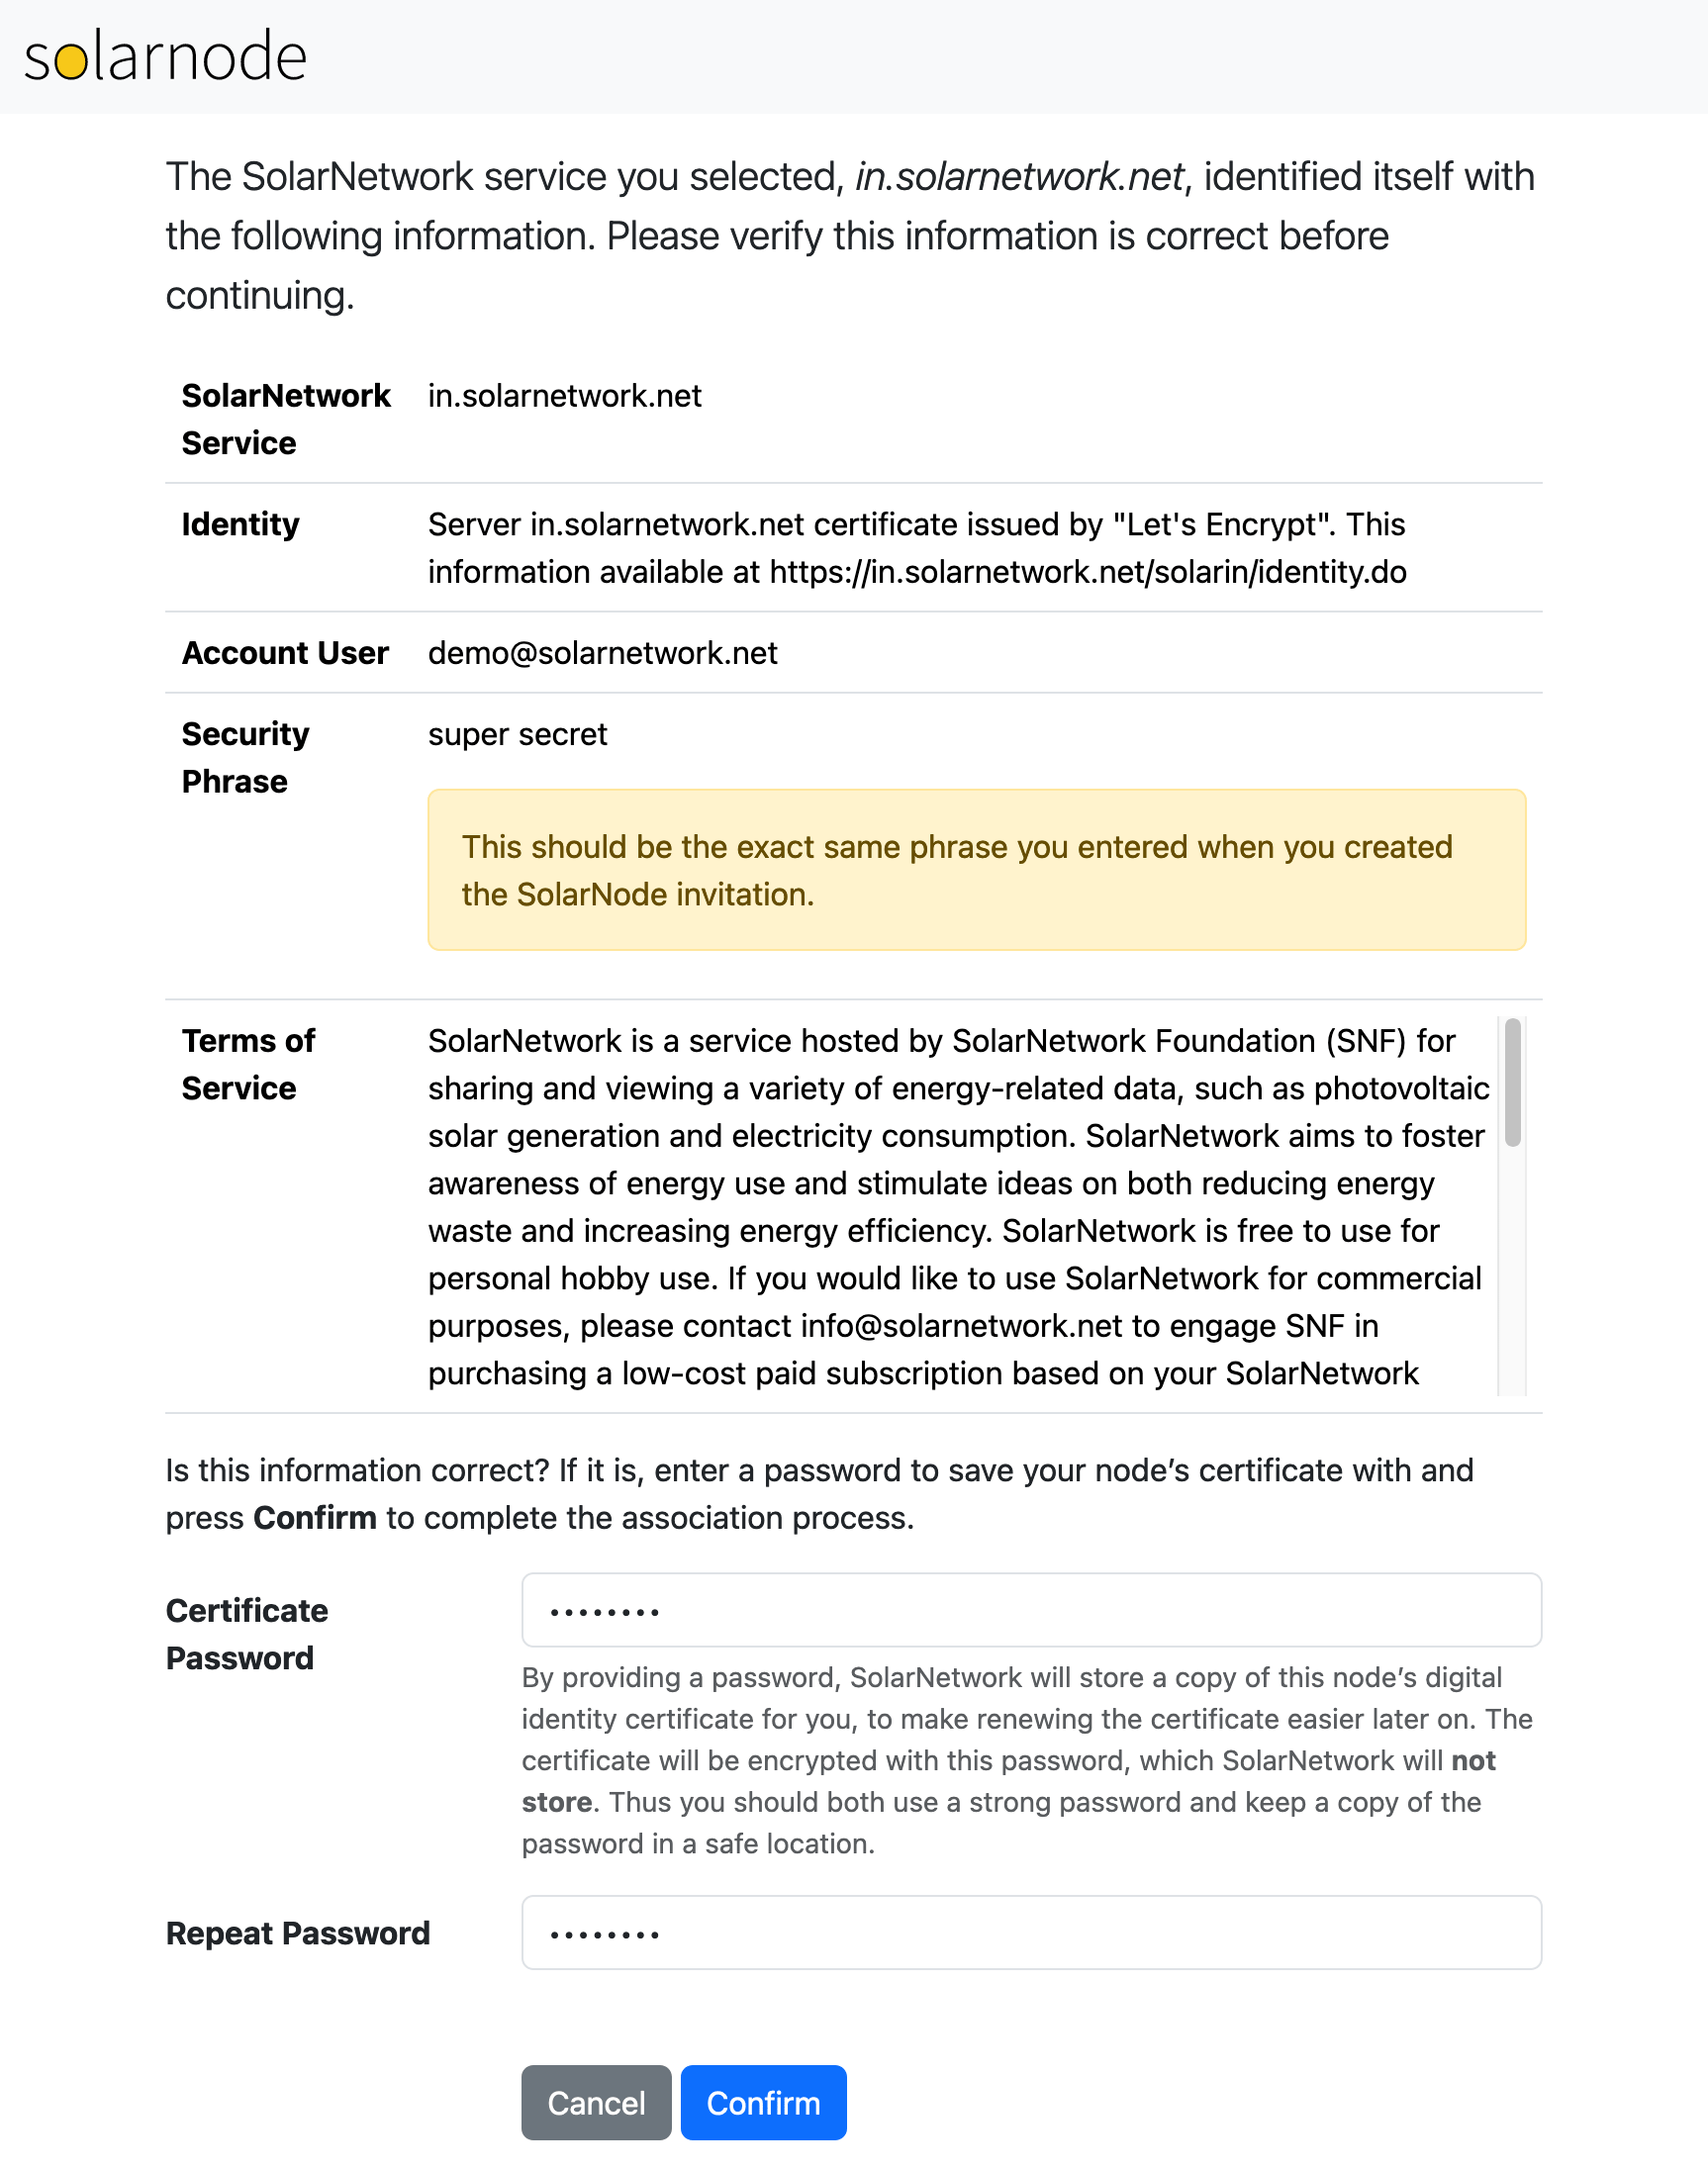 solarnode
The SolarNetwork service you selected, in.solarnetwork.net, identified itself with
the following information. Please verify this information is correct before
continuing.
SolarNetwork in.solarnetwork.net
Service
Identity Server in.solarnetwork.net certificate issued by "Let's Encrypt". This
information available at https://in.solarnetwork.net/solarin/identity.do
Account User demo@solarnetwork.net
Security super secret
Phrase
This should be the exact same phrase you entered when you created
the SolarNode invitation.
Terms of SolarNetwork is a service hosted by SolarNetwork Foundation (SNF) for
Service sharing and viewing a variety of energy-related data, such as photovoltaic
solar generation and electricity consumption. SolarNetwork aims to foster
awareness of energy use and stimulate ideas on both reducing energy
waste and increasing energy efficiency. SolarNetwork is free to use for
personal hobby use. If you would like to use SolarNetwork for commercial
purposes, please contact info@solarnetwork.net to engage SNF in
purchasing a low-cost paid subscription based on your SolarNetwork
Is this information correct? If it is, enter a password to save your node’s certificate with and
press Confirm to complete the association process.
Certificate ••••••••
Password
By providing a password, SolarNetwork will store a copy of this node’s digital
identity certificate for you, to make renewing the certificate easier later on. The
certificate will be encrypted with this password, which SolarNetwork will not
store. Thus you should both use a strong password and keep a copy of the
password in a safe location.
Repeat Password ••••••••
Cancel Confirm